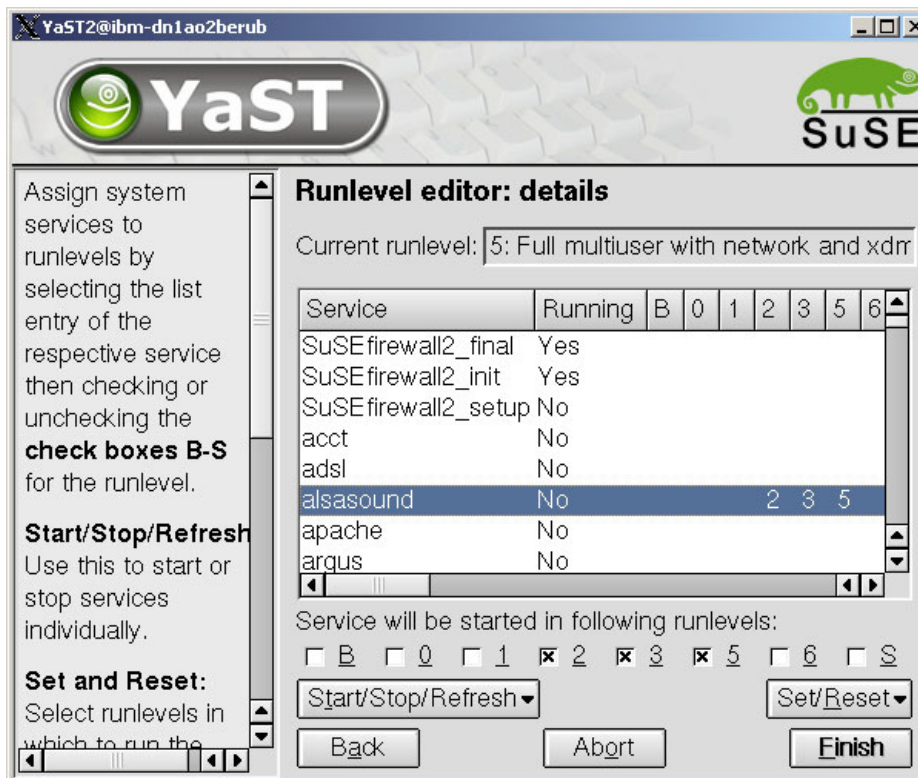 YaST2@ibm-dn1ao2berub
YaST
SuSE
Assign system
services to
runlevels by
selecting the list
entry of the
respective service
then checking or
unchecking the
check boxes B-S
for the runlevel.
Start/Stop/Refresh
Use this to start or
stop services
individually.
Set and Reset:
Select runlevels in
which to run the
Runlevel editor: details
Current runlevel: 5: Full multiuser with network and xdm
Service Running B 0 1 2 3 5 6
SuSEfirewall2_final Yes
SuSEfirewall2_init Yes
SuSEfirewall2_setup No
acct No
adsl No
alsasound No 2 3 5
apache No
argus No
Service will be started in following runlevels:
B 0 1 2 3 5 6 S
Start/Stop/Refresh Set/Reset
Back Abort Finish